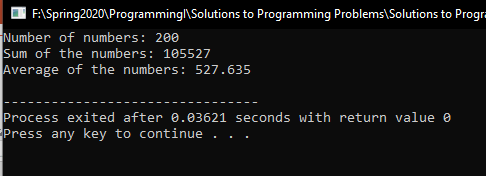 F:\Spring2020\ProgrammingI\Solutions to Programming Problems\Solutions to Progra
Number of numbers: 200
Sum of the numbers: 105527
Average of the numbers: 527.635
--------------------------------
Process exited after 0.03621 seconds with return value 0
Press any key to continue . . .